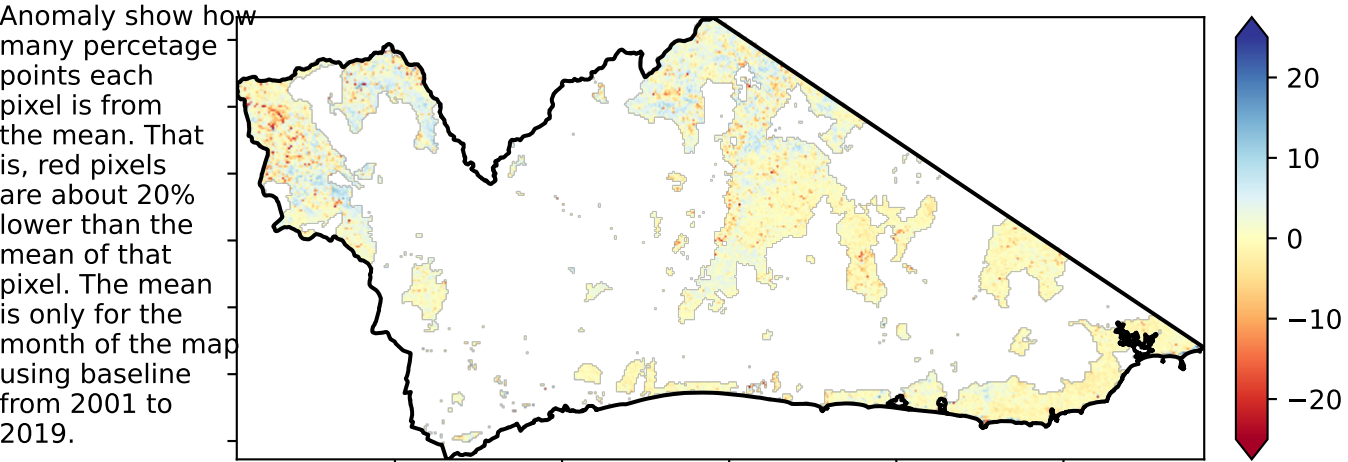 Anomaly show how
many percetage
points each
pixel is from
the mean. That
is, red pixels
are about 20%
lower than the
mean of that
pixel. The mean
is only for the
month of the map
using baseline
from 2001 to
2019.
20
10
0
−10
−20